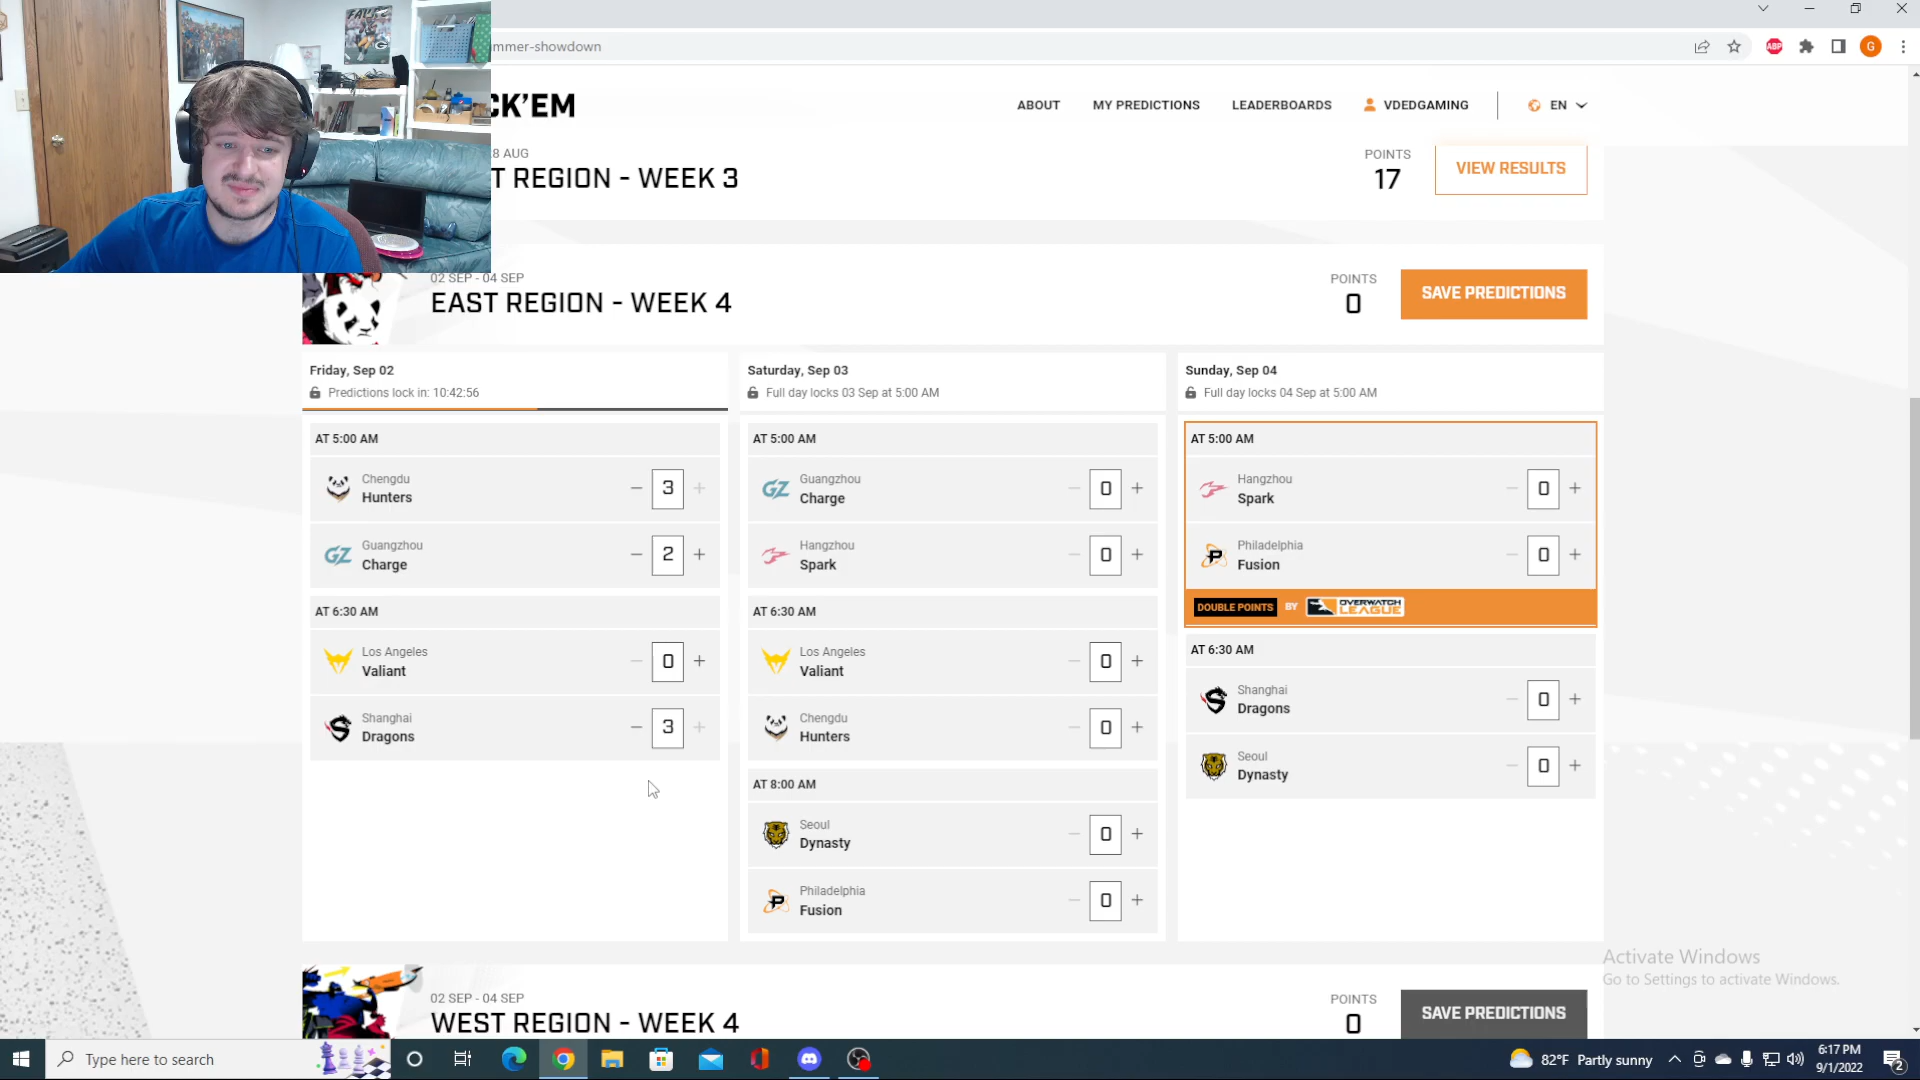 mmer-showdown
ABP
G
CK'EM
ABOUT
MY PREDICTIONS
LEADERBOARDS
VDEDGAMING
EN
28 AUG
T REGION - WEEK 3
POINTS
17
VIEW RESULTS
02 SEP - 04 SEP
EAST REGION - WEEK 4
POINTS
0
SAVE PREDICTIONS
Friday, Sep 02
Predictions lock in: 10:42:56
AT 5:00 AM
Chengdu
Hunters
3
Guangzhou
Charge
2
AT 6:30 AM
Los Angeles
Valiant
0
Shanghai
Dragons
3
Saturday, Sep 03
Full day locks 03 Sep at 5:00 AM
AT 5:00 AM
Guangzhou
Charge
0
Hangzhou
Spark
0
AT 6:30 AM
Los Angeles
Valiant
0
Chengdu
Hunters
0
AT 8:00 AM
Seoul
Dynasty
0
Philadelphia
Fusion
0
Sunday, Sep 04
Full day locks 04 Sep at 5:00 AM
AT 5:00 AM
Hangzhou
Spark
0
Philadelphia
Fusion
0
DOUBLE POINTS BY OVERWATCH LEAGUE
AT 6:30 AM
Shanghai
Dragons
0
Seoul
Dynasty
0
02 SEP - 04 SEP
WEST REGION - WEEK 4
POINTS
0
SAVE PREDICTIONS
Activate Windows
Go to Settings to activate Windows.
Type here to search
82°F Partly sunny
6:17 PM
9/1/2022
2